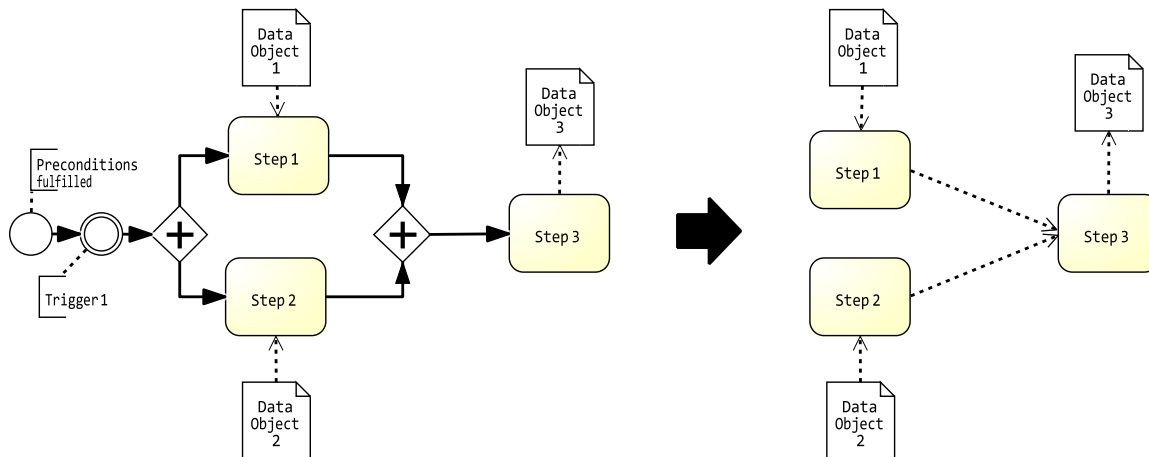 Data
Object
1
Data
Object
3
Step 1
Preconditions
fulfilled
Step 3
Trigger 1
Step 2
Data
Object
2
Data
Object
1
Data
Object
3
Step 1
Step 3
Step 2
Data
Object
2